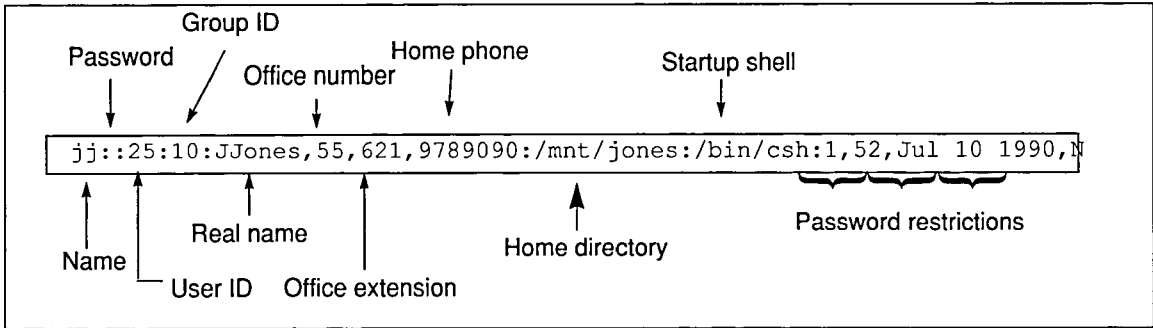 Group ID
Password
Home phone
Startup shell
Office number
jj::25:10:JJones,55,621,9789090:/mnt/jones:/bin/csh:1,52,Jul 10 1990,N
Real name
Password restrictions
Home directory
Name
User ID
Office extension